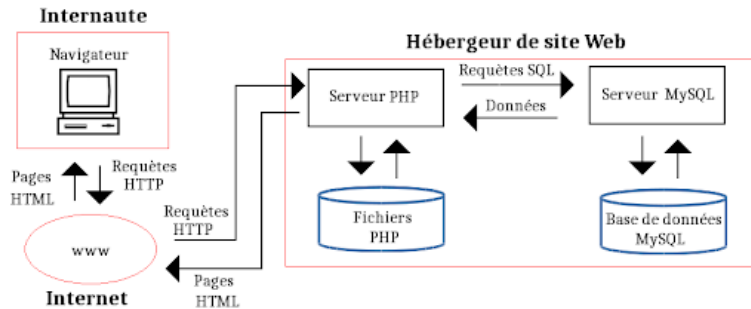 Internaute
Navigateur
Pages
HTML
Requêtes
HTTP
www
Internet
Requêtes
HTTP
Pages
HTML
Hébergeur de site Web
Serveur PHP
Requêtes SQL
Données
Serveur MySQL
Fichiers
PHP
Base de données
MySQL